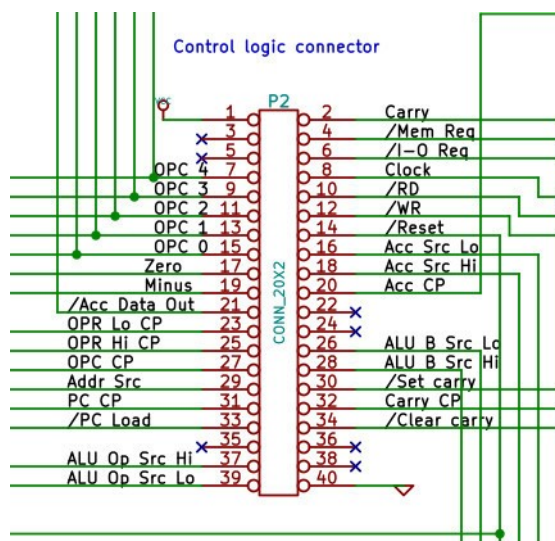 Control logic connector
P2
VCC
1 2 Carry
3 4 /Mem Req
5 6 /I-O Req
OPC 4 7 8 Clock
OPC 3 9 10 /RD
OPC 2 11 12 /WR
OPC 1 13 14 /Reset
OPC 0 15 16 Acc Src Lo
Zero 17 18 Acc Src Hi
Minus 19 20 Acc CP
/Acc Data Out 21 22
OPR Lo CP 23 24
OPR Hi CP 25 26 ALU B Src Lo
OPC CP 27 28 ALU B Src Hi
Addr Src 29 30 /Set carry
PC CP 31 32 Carry CP
/PC Load 33 34 /Clear carry
35 36
ALU Op Src Hi 37 38
ALU Op Src Lo 39 40
CONN_20X2